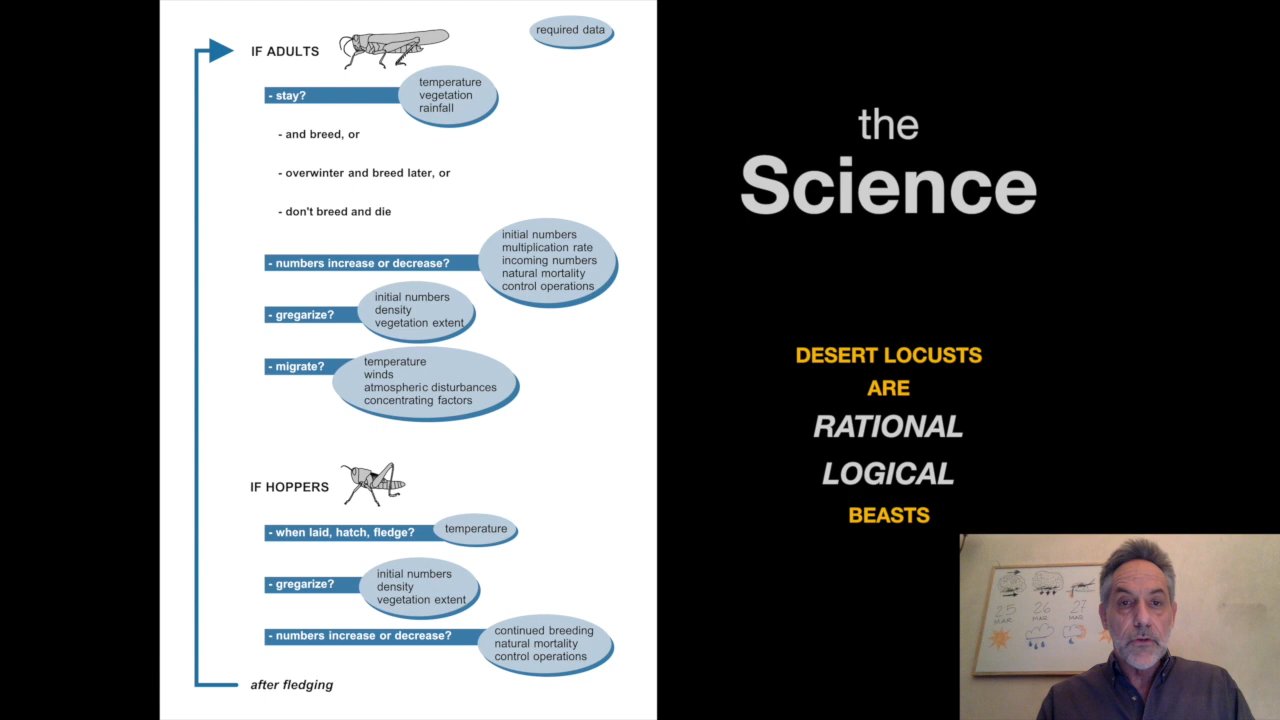 required data
IF ADULTS
- stay?
temperature
vegetation
rainfall
- and breed, or
- overwinter and breed later, or
- don't breed and die
- numbers increase or decrease?
initial numbers
multiplication rate
incoming numbers
natural mortality
control operations
- gregarize?
initial numbers
density
vegetation extent
- migrate?
temperature
winds
atmospheric disturbances
concentrating factors
IF HOPPERS
- when laid, hatch, fledge?
temperature
- gregarize?
initial numbers
density
vegetation extent
- numbers increase or decrease?
continued breeding
natural mortality
control operations
after fledging
the
Science
DESERT LOCUSTS
ARE
RATIONAL
LOGICAL
BEASTS
25 26 27
MAR MAR MAR